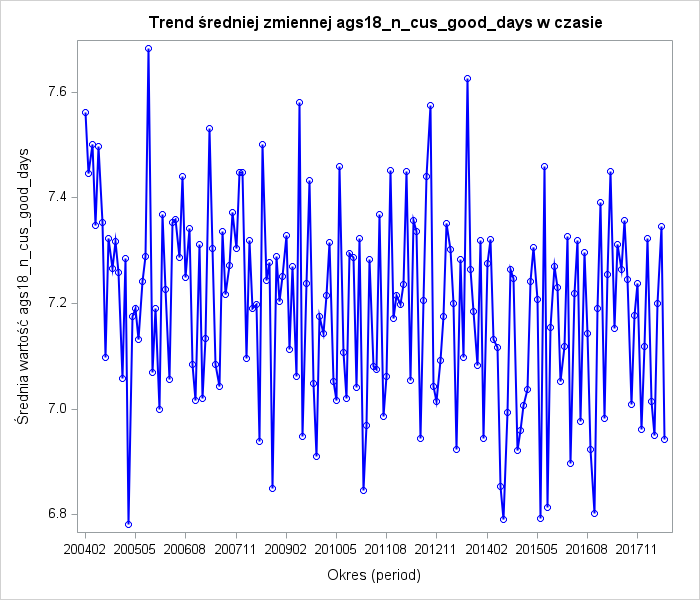 Trend średniej zmiennej ags18_n_cus_good_days w czasie
Średnia wartość ags18_n_cus_good_days
7.6
7.4
7.2
7.0
6.8
200402 200505 200608 200711 200902 201005 201108 201211 201402 201505 201608 201711
Okres (period)